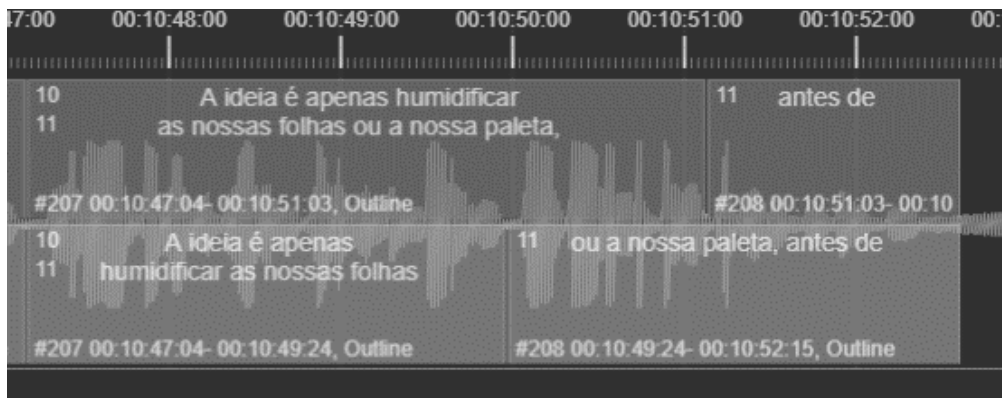 47:00 00:10:48:00 00:10:49:00 00:10:50:00 00:10:51:00 00:10:52:00 00:
10 A ideia é apenas humidificar 11 antes de
11 as nossas folhas ou a nossa paleta,
#207 00:10:47:04- 00:10:51:03, Outline #208 00:10:51:03- 00:10
10 A ideia é apenas 11 ou a nossa paleta, antes de
11 humidificar as nossas folhas
#207 00:10:47:04- 00:10:49:24, Outline #208 00:10:49:24- 00:10:52:15, Outline